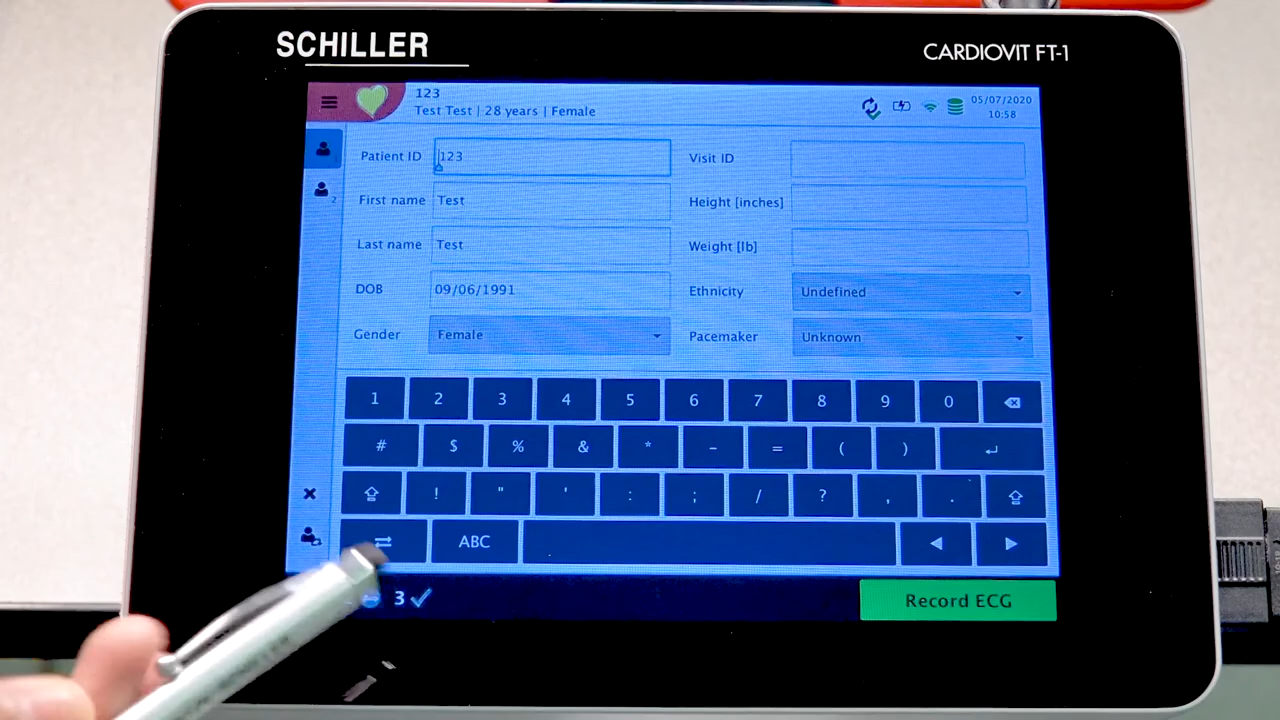 SCHILLER
CARDIOVIT FT-1
123
Test Test | 28 years | Female
05/07/2020
10:58
Patient ID 123 Visit ID
2
First name Test Height [inches]
Last name Test Weight [lb]
DOB 09/06/1991 Ethnicity Undefined
Gender Female Pacemaker Unknown
1 2 3 4 5 6 7 8 9 0
# $ % & * - = ( )
! " ' : ; / ? , .
ABC
3
Record ECG